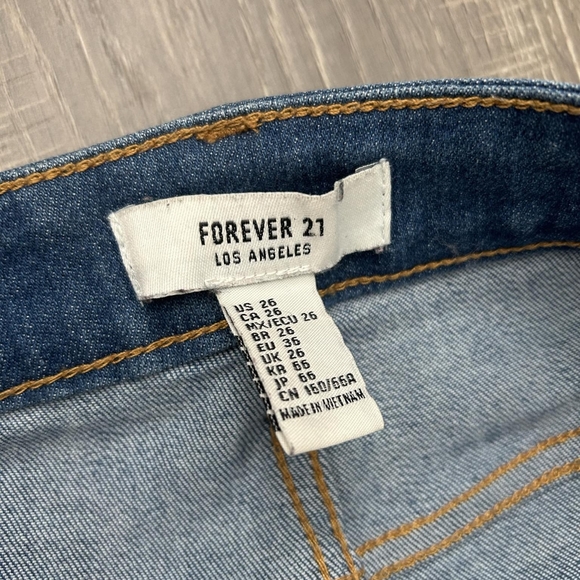 FOREVER 21
LOS ANGELES
US 26
CA 26
MX/ECU 26
BR 26
EU 36
UK 26
KR 66
JP 66
CN 160/66A
MADE IN VIETNAM